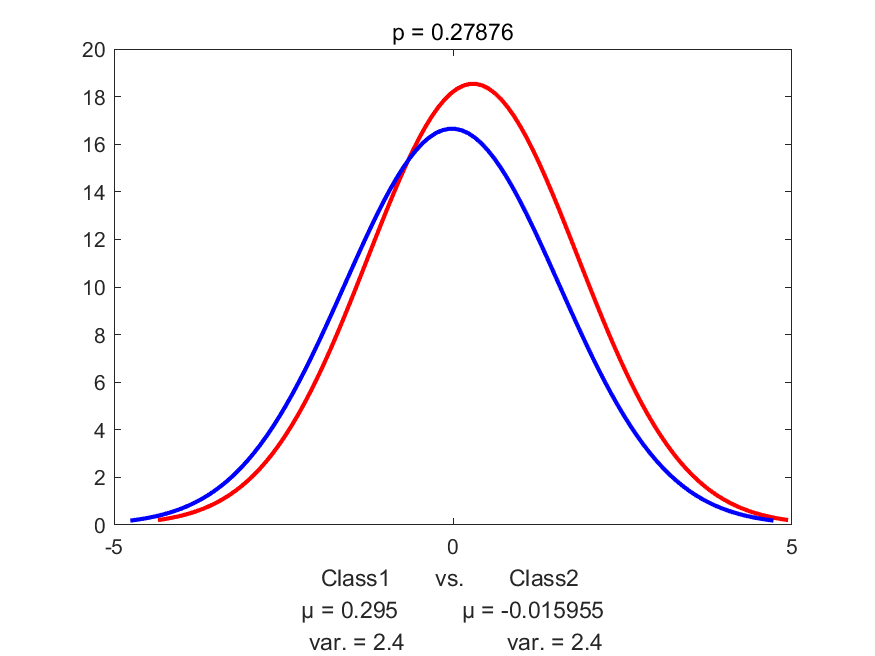 p = 0.27876
20
18
16
14
12
10
8
6
4
2
0
-5 0 5
Class1 vs. Class2
μ = 0.295 μ = -0.015955
var. = 2.4 var. = 2.4